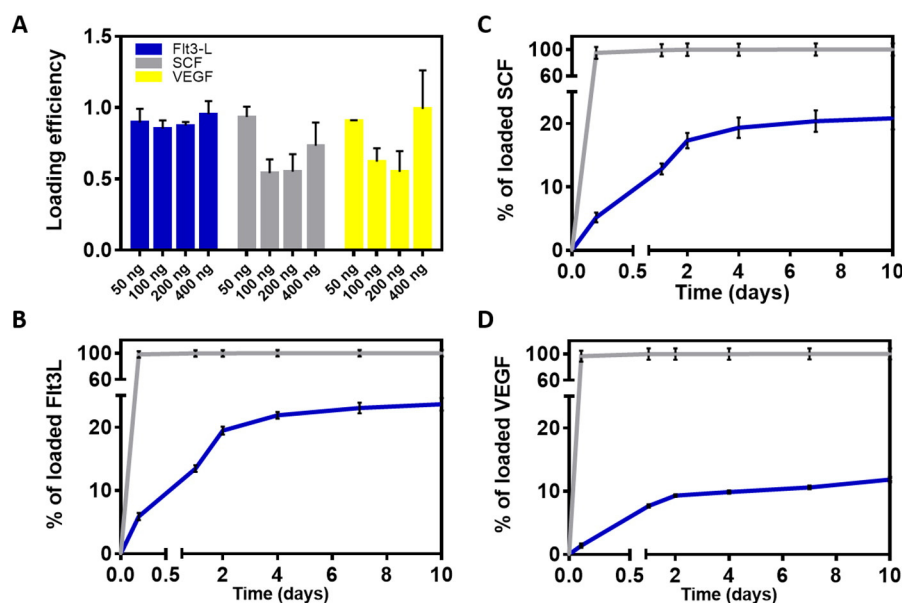 A
Loading efficiency
1.5
1.0
0.5
0.0
Flt3-L
SCF
VEGF
50 ng
100 ng
200 ng
400 ng
50 ng
100 ng
200 ng
400 ng
50 ng
100 ng
200 ng
400 ng
B
% of loaded Flt3L
100
60
20
10
0
0.0 0.5 2 4 6 8 10
Time (days)
C
% of loaded SCF
100
60
20
10
0
0.0 0.5 2 4 6 8 10
Time (days)
D
% of loaded VEGF
100
60
20
10
0
0.0 0.5 2 4 6 8 10
Time (days)